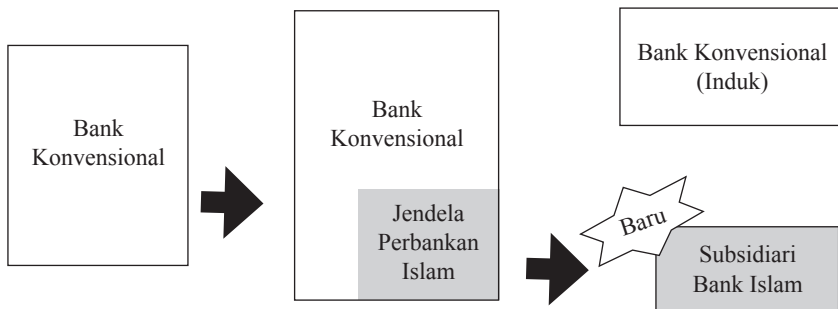 Bank
Konvensional
Bank
Konvensional
Jendela
Perbankan
Islam
Bank Konvensional
(Induk)
Baru
Subsidiari
Bank Islam